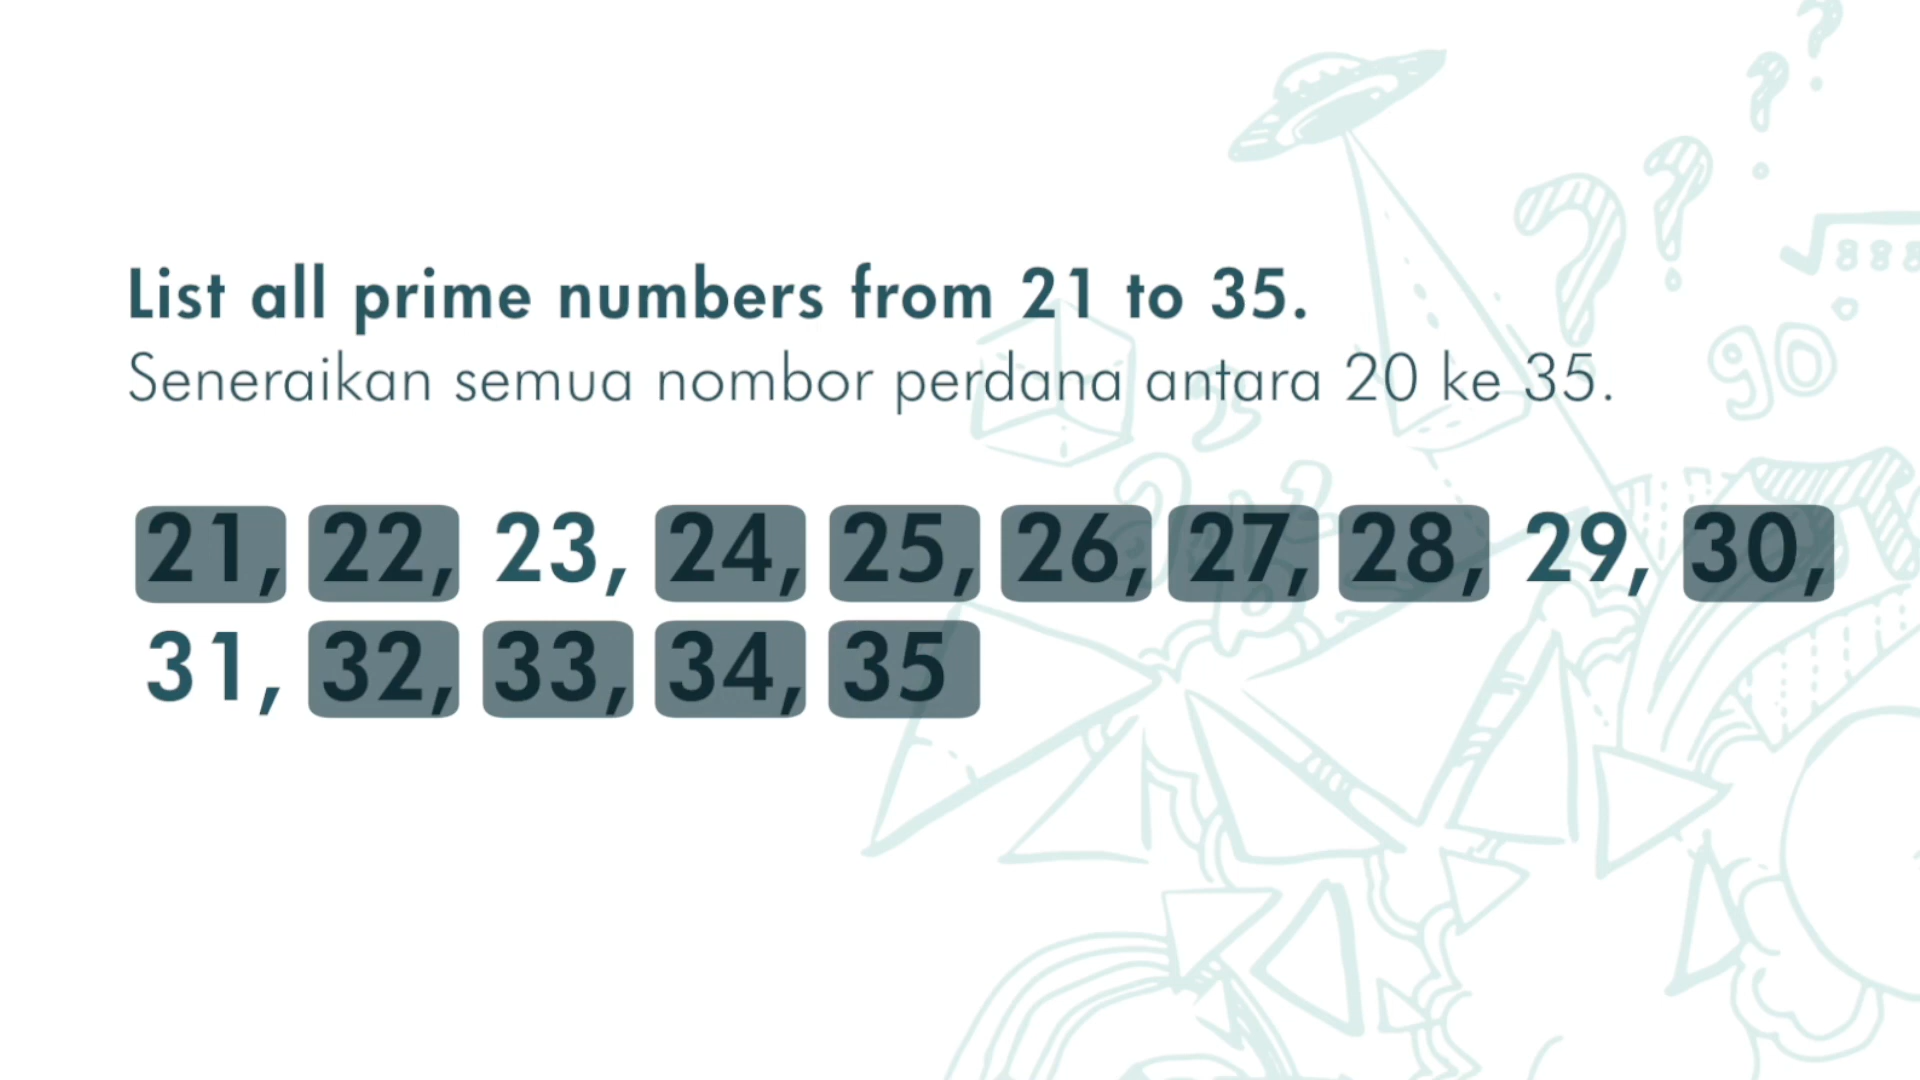 List all prime numbers from 21 to 35.
Seneraikan semua nombor perdana antara 20 ke 35.
21, 22, 23, 24, 25, 26, 27, 28, 29, 30,
31, 32, 33, 34, 35
90°